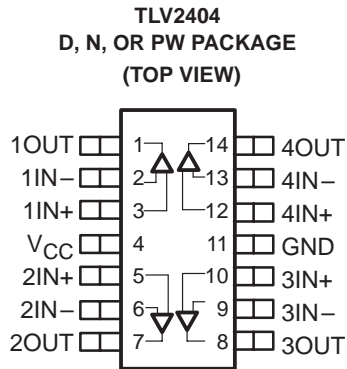 TLV2404
D, N, OR PW PACKAGE
(TOP VIEW)
1OUT 1 14 4OUT
1IN− 2 13 4IN−
1IN+ 3 12 4IN+
VCC 4 11 GND
2IN+ 5 10 3IN+
2IN− 6 9 3IN−
2OUT 7 8 3OUT